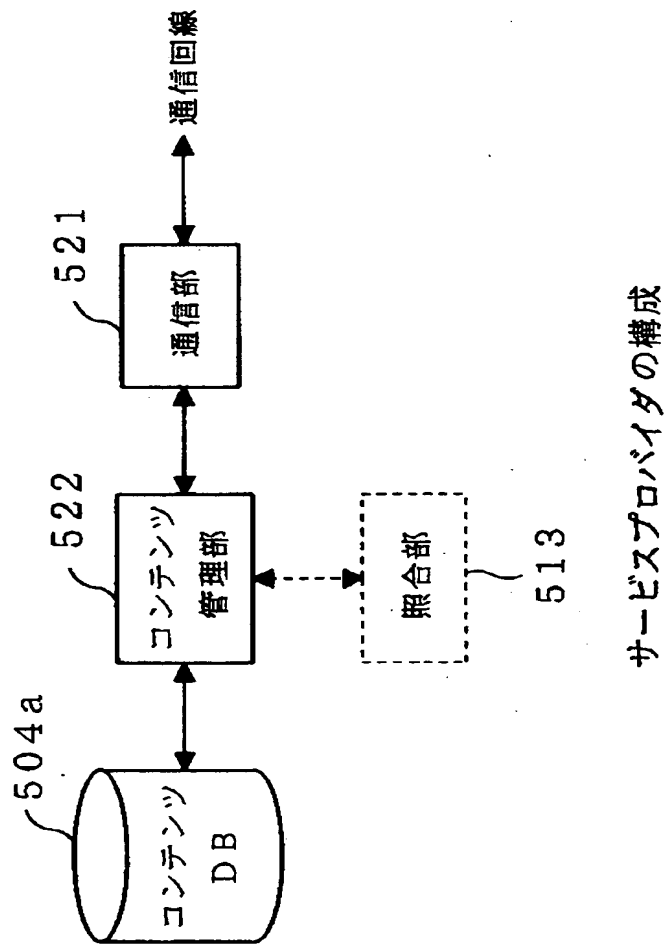 504a
コンテンツ
DB
522
コンテンツ
管理部
521
通信部
通信回線
照合部
513
サービスプロバイダの構成